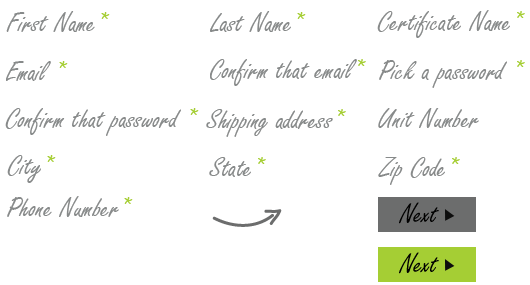 First Name * Last Name * Certificate Name *
Email * Confirm that email * Pick a password *
Confirm that password * Shipping address * Unit Number
City * State * Zip Code *
Phone Number *
Next
Next